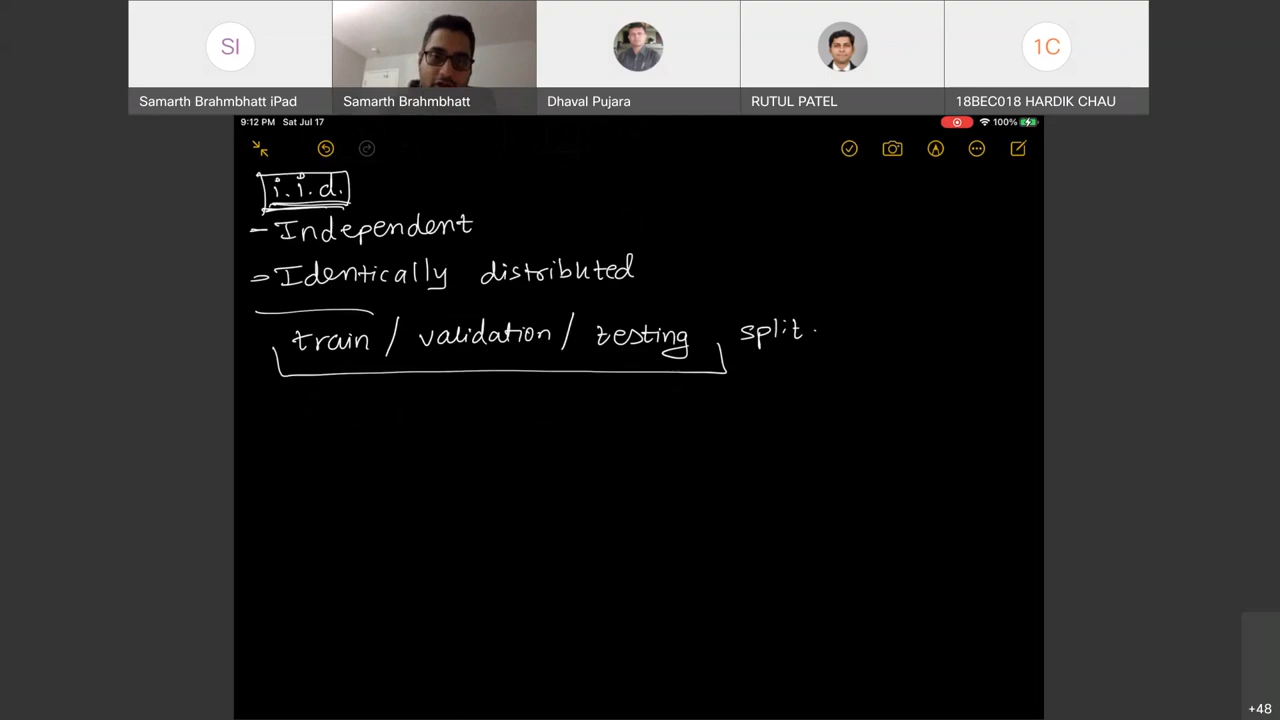 SI
1C
Samarth Brahmbhatt iPad
Samarth Brahmbhatt
Dhaval Pujara
RUTUL PATEL
18BEC018 HARDIK CHAU
9:12 PM Sat Jul 17
100%
i.i.d.
- Independent
- Identically distributed
train / validation / testing split.
+48